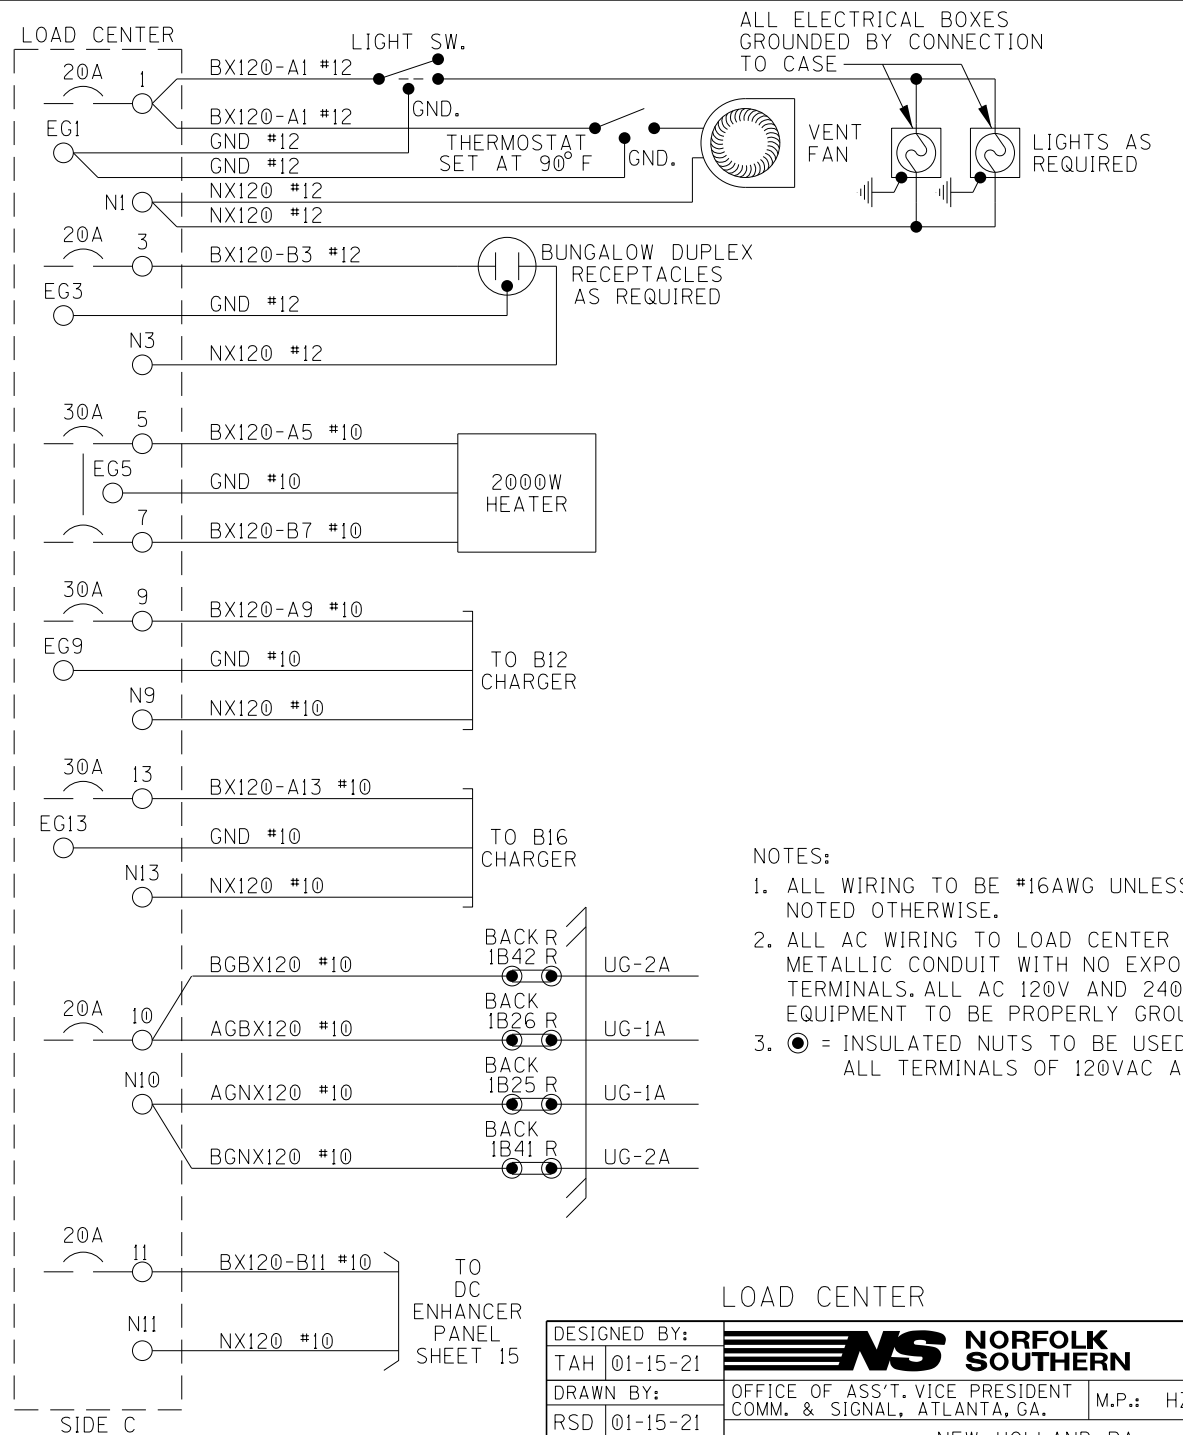 LOAD CENTER
LIGHT SW.
ALL ELECTRICAL BOXES
GROUNDED BY CONNECTION
TO CASE
20A
1
BX120-A1 #12
GND.
BX120-A1 #12
EG1
GND #12
THERMOSTAT
SET AT 90° F
GND.
VENT
FAN
LIGHTS AS
REQUIRED
GND #12
NX120 #12
N1
NX120 #12
20A
3
BX120-B3 #12
BUNGALOW DUPLEX
RECEPTACLES
AS REQUIRED
EG3
GND #12
N3
NX120 #12
30A
5
BX120-A5 #10
EG5
GND #10
2000W
HEATER
7
BX120-B7 #10
30A
9
BX120-A9 #10
EG9
GND #10
TO B12
CHARGER
N9
NX120 #10
30A
13
BX120-A13 #10
EG13
GND #10
TO B16
CHARGER
N13
NX120 #10
NOTES:
1. ALL WIRING TO BE #16AWG UNLESS
NOTED OTHERWISE.
2. ALL AC WIRING TO LOAD CENTER
METALLIC CONDUIT WITH NO EXPO
TERMINALS. ALL AC 120V AND 240
EQUIPMENT TO BE PROPERLY GROU
3. = INSULATED NUTS TO BE USED
ALL TERMINALS OF 120VAC A
BACK R
1B42 R
BGBX120 #10
UG-2A
20A
10
BACK
1B26 R
AGBX120 #10
UG-1A
N10
BACK
1B25 R
AGNX120 #10
UG-1A
BACK
1B41 R
BGNX120 #10
UG-2A
20A
11
BX120-B11 #10
TO
DC
ENHANCER
PANEL
SHEET 15
N11
NX120 #10
SIDE C
LOAD CENTER
DESIGNED BY:
TAH 01-15-21
DRAWN BY:
RSD 01-15-21
NS NORFOLK
SOUTHERN
OFFICE OF ASS'T. VICE PRESIDENT
COMM. & SIGNAL, ATLANTA, GA.
M.P.: HZ
NEW HOLLAND, PA